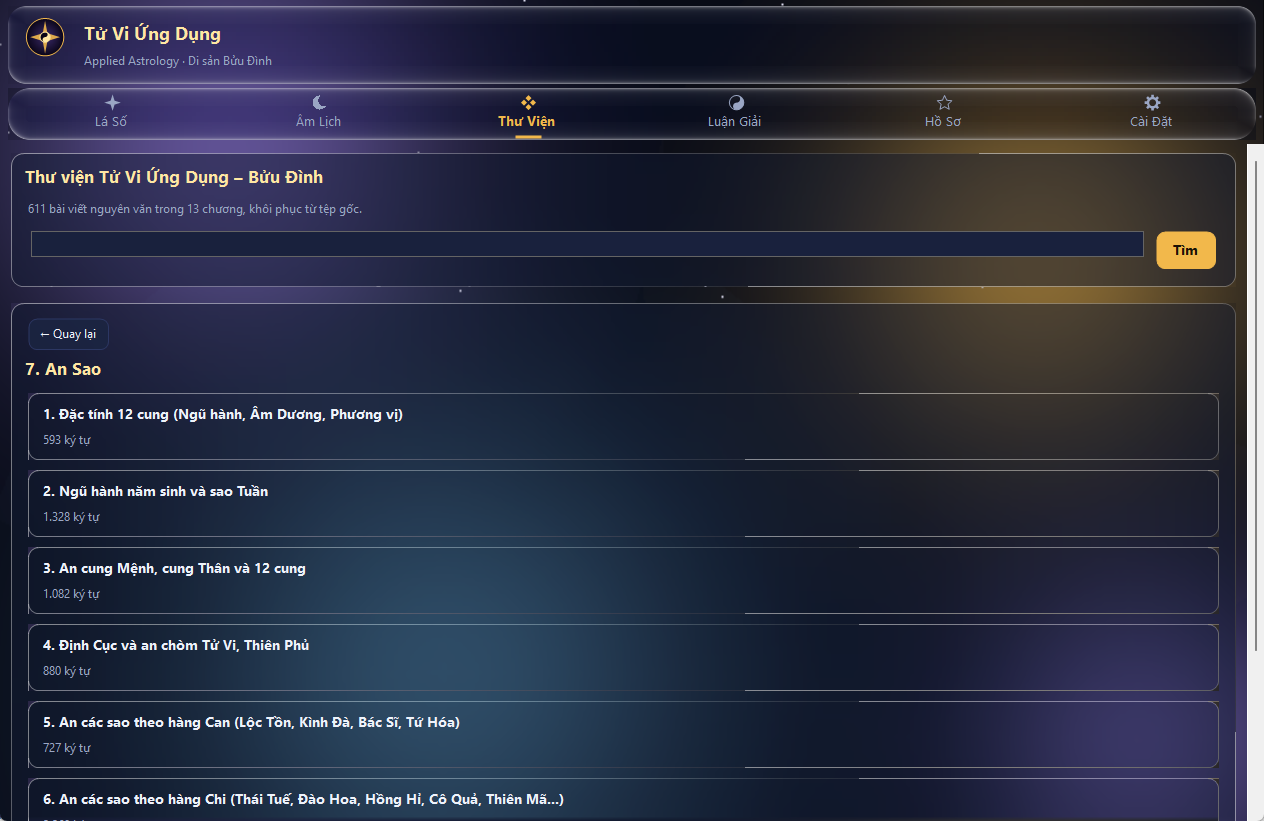 Tử Vi Ứng Dụng
Applied Astrology · Di sản Bửu Đình
Lá Số
Âm Lịch
Thư Viện
Luận Giải
Hồ Sơ
Cài Đặt
Thư viện Tử Vi Ứng Dụng – Bửu Đình
611 bài viết nguyên văn trong 13 chương, khôi phục từ tệp gốc.
Tìm
← Quay lại
7. An Sao
1. Đặc tính 12 cung (Ngũ hành, Âm Dương, Phương vị)
593 ký tự
2. Ngũ hành năm sinh và sao Tuần
1.328 ký tự
3. An cung Mệnh, cung Thân và 12 cung
1.082 ký tự
4. Định Cục và an chòm Tử Vi, Thiên Phủ
880 ký tự
5. An các sao theo hàng Can (Lộc Tồn, Kình Đà, Bác Sĩ, Tứ Hóa)
727 ký tự
6. An các sao theo hàng Chi (Thái Tuế, Đào Hoa, Hồng Hỉ, Cô Quả, Thiên Mã...)